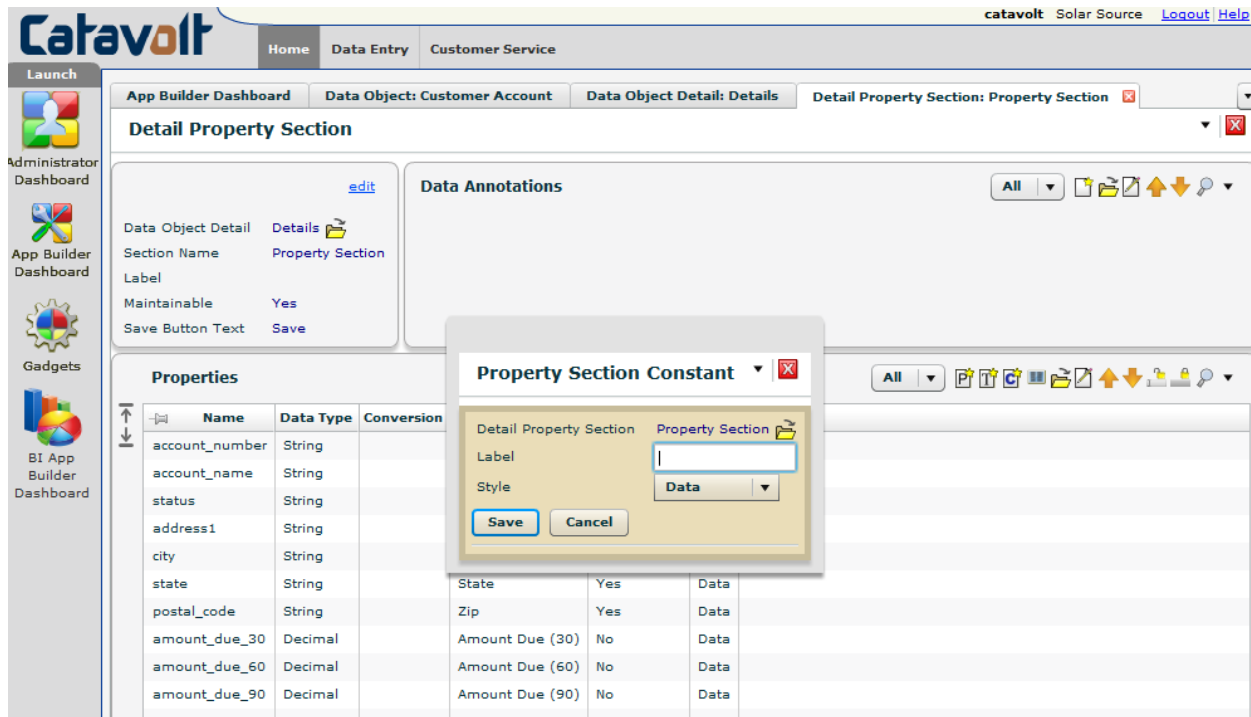 catavolt Solar Source Logout Help
Catavolt
Home Data Entry Customer Service
Launch
App Builder Dashboard Data Object: Customer Account Data Object Detail: Details Detail Property Section: Property Section
Detail Property Section
Administrator
Dashboard
App Builder
Dashboard
Gadgets
BI App
Builder
Dashboard
edit
Data Object Detail Details
Section Name Property Section
Label
Maintainable Yes
Save Button Text Save
Data Annotations All
Properties All
Name Data Type Conversion
account_number String
account_name String
status String
address1 String
city String
state String State Yes Data
postal_code String Zip Yes Data
amount_due_30 Decimal Amount Due (30) No Data
amount_due_60 Decimal Amount Due (60) No Data
amount_due_90 Decimal Amount Due (90) No Data
Property Section Constant
Detail Property Section Property Section
Label
Style Data
Save Cancel